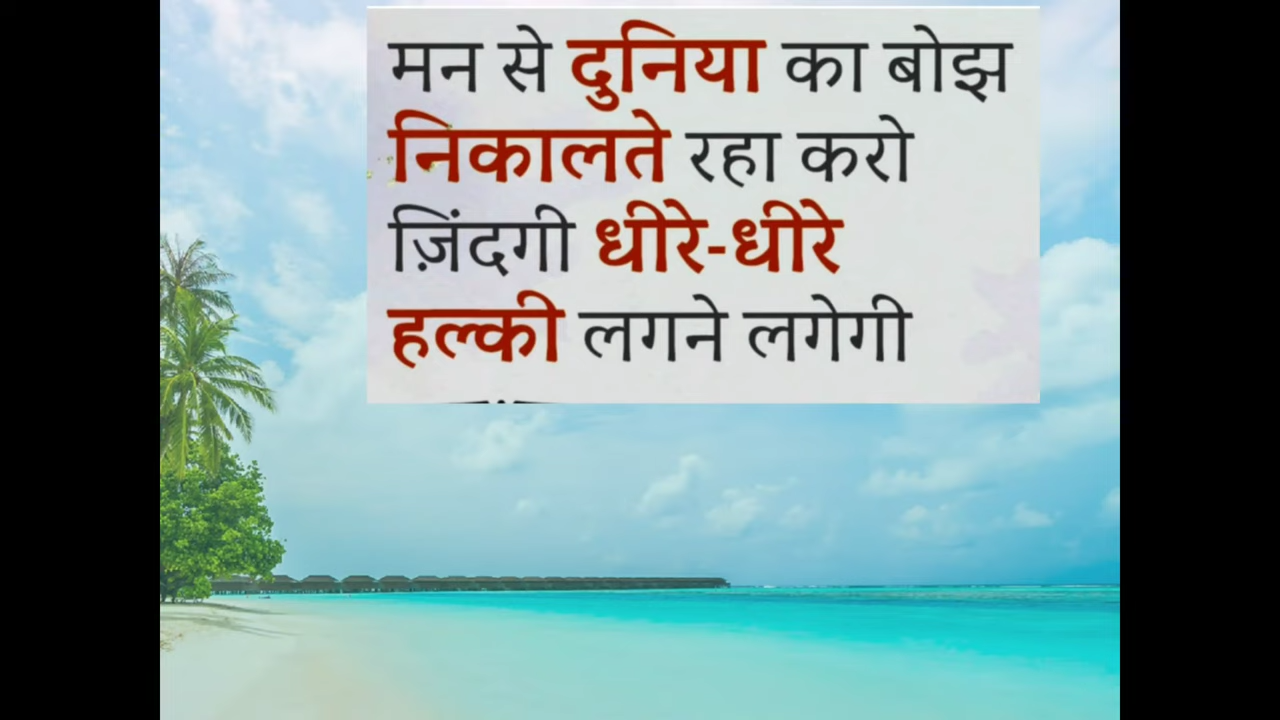 मन से दुनिया का बोझ
निकालते रहा करो
ज़िंदगी धीरे-धीरे
हल्की लगने लगेगी